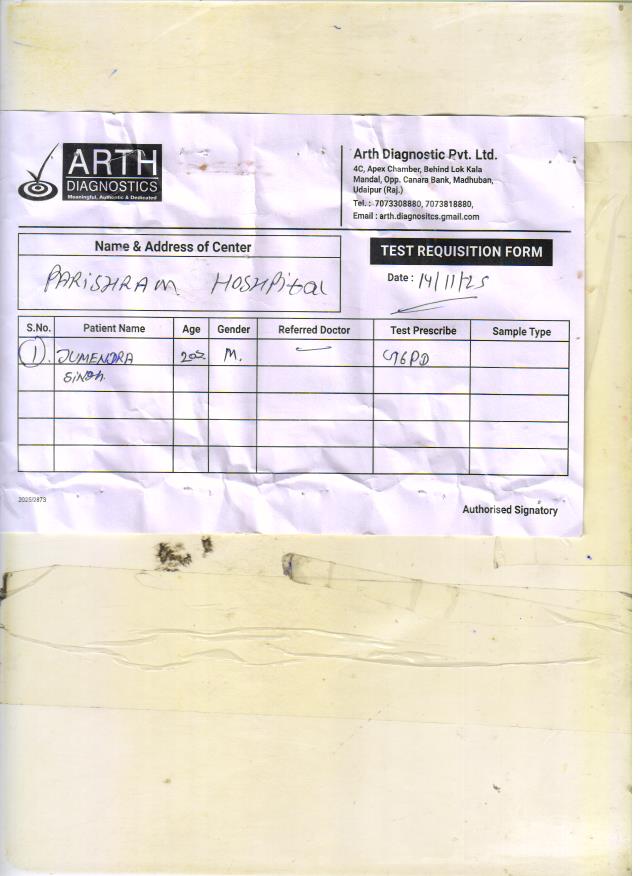 ARTH
DIAGNOSTICS
Meaningful, Authentic & Dedicated
Arth Diagnostic Pvt. Ltd.
4C, Apex Chamber, Behind Lok Kala
Mandal, Opp. Canara Bank, Madhuban,
Udaipur (Raj.)
Tel.: 7073308880, 7073818880,
Email : arth.diagnositcs.gmail.com
Name & Address of Center
PARISHRAM HOSHPital
TEST REQUISITION FORM
Date : 14/11/25
S.No. Patient Name Age Gender Referred Doctor Test Prescribe Sample Type
1. JUMENDRA M. G6PD
SINGH
2025/2873
Authorised Signatory